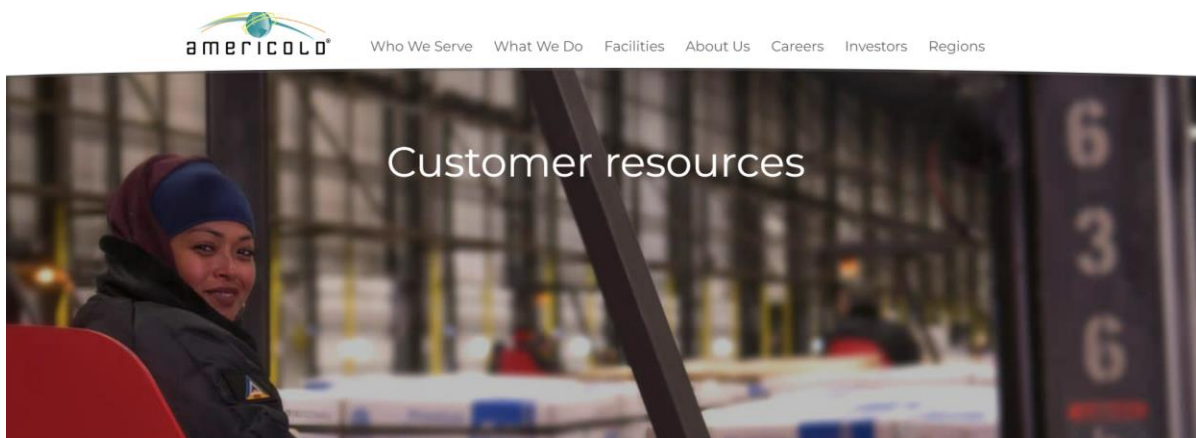 americold®
Who We Serve What We Do Facilities About Us Careers Investors Regions
Customer resources
6
3
6